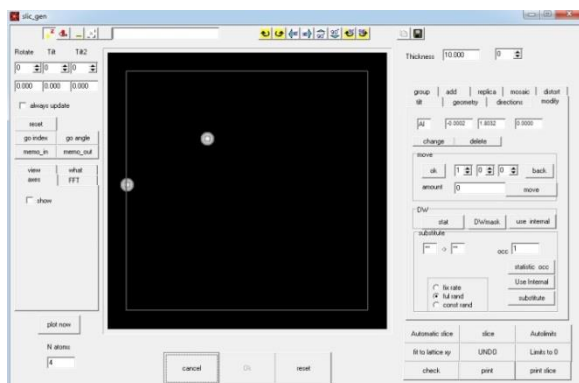 slic_gen
Rotate Tilt Tilt2
0 0 0
0.000 0.000 0.000
always update
reset
go index go angle
memo_in memo_out
view what
axes FFT
show
plot now
N atoms
4
cancel Ok reset
Thickness 10.000 0
group add replica mosaic distort
tilt geometry directions modify
Al -0.0002 1.8032 0.0000
change delete
move
ok 1 0 0 back
amount 0 move
DW
stat DWmask use internal
substitute
** -> ** occ 1
statistic occ
fix rate
full rand
const rand
Use Internal
substitute
Automatic slice slice Autolimits
fit to lattice xy UNDO Limits to 0
check print print slice